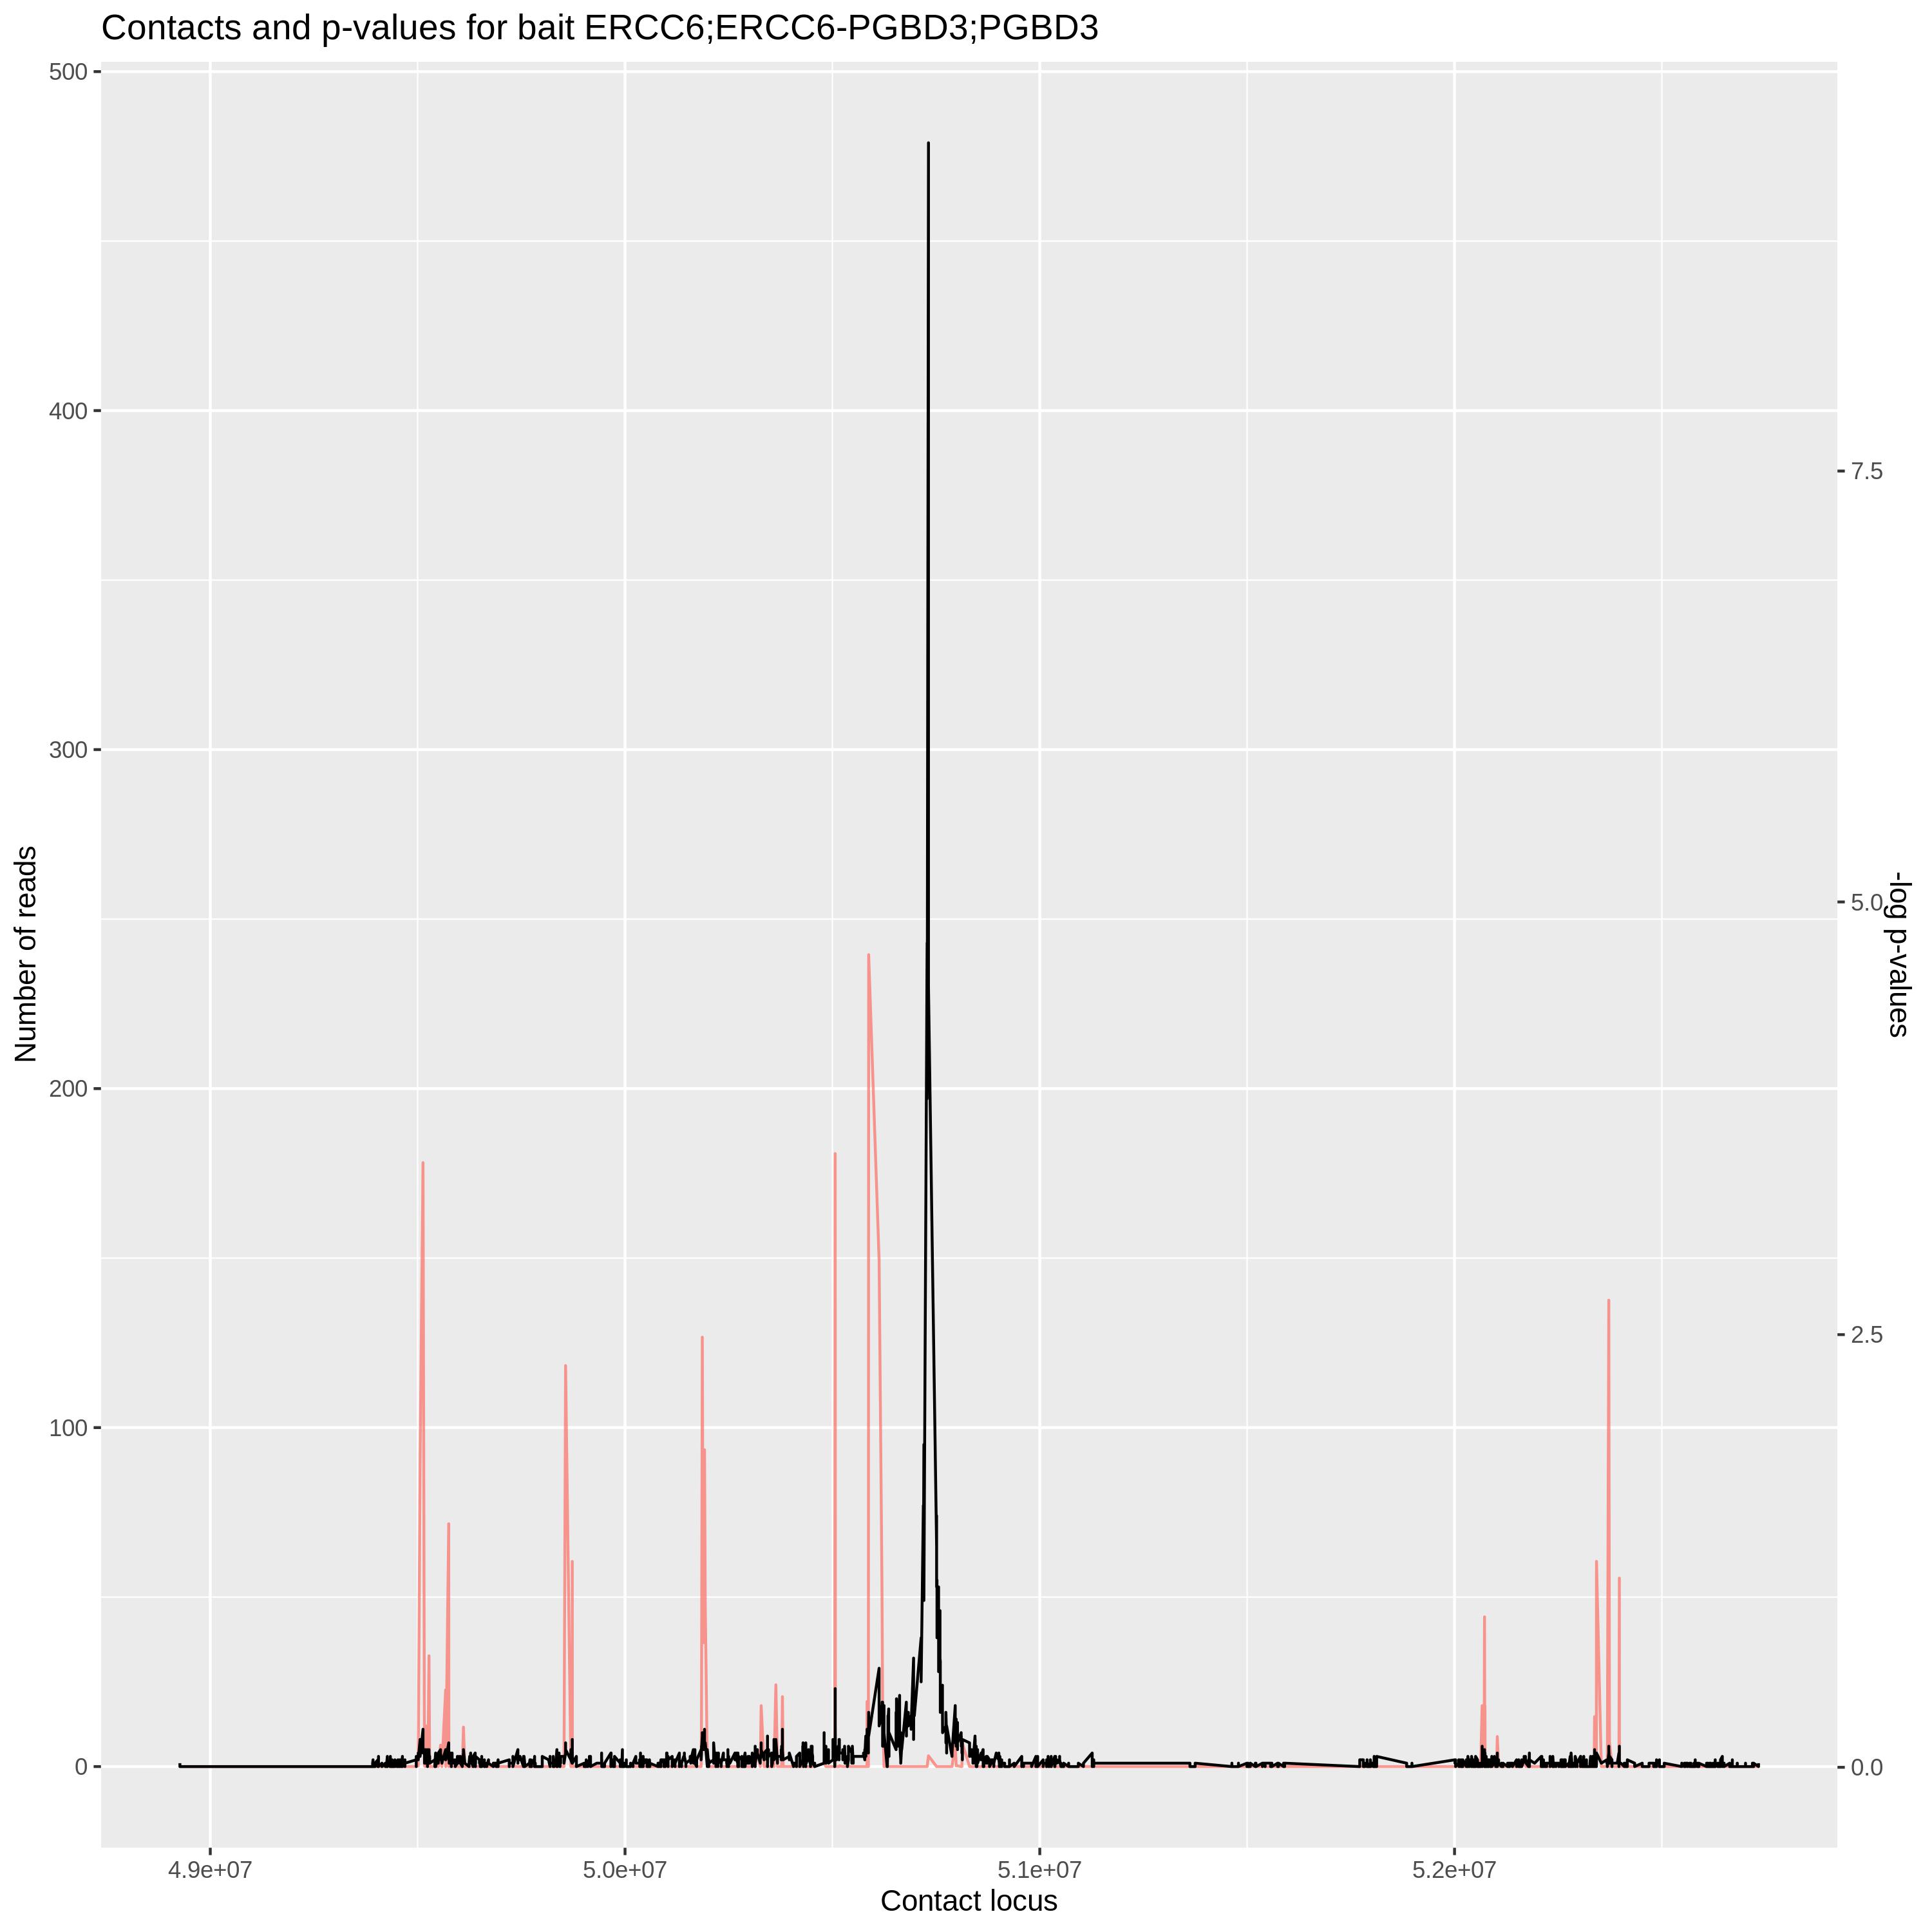 Contacts and p-values for bait ERCC6;ERCC6-PGBD3;PGBD3
500
400
300
200
100
0
Number of reads
7.5
5.0
2.5
0.0
-log p-values
4.9e+07
5.0e+07
5.1e+07
5.2e+07
Contact locus